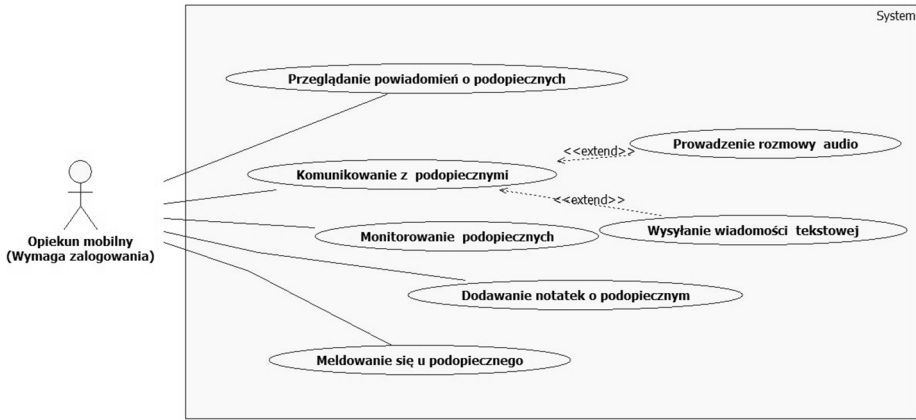 System
Przeglądanie powiadomień o podopiecznych
<<extend>>
Prowadzenie rozmowy audio
Komunikowanie z podopiecznymi
<<extend>>
Wysyłanie wiadomości tekstowej
Monitorowanie podopiecznych
Opiekun mobilny
(Wymaga zalogowania)
Dodawanie notatek o podopiecznym
Meldowanie się u podopiecznego